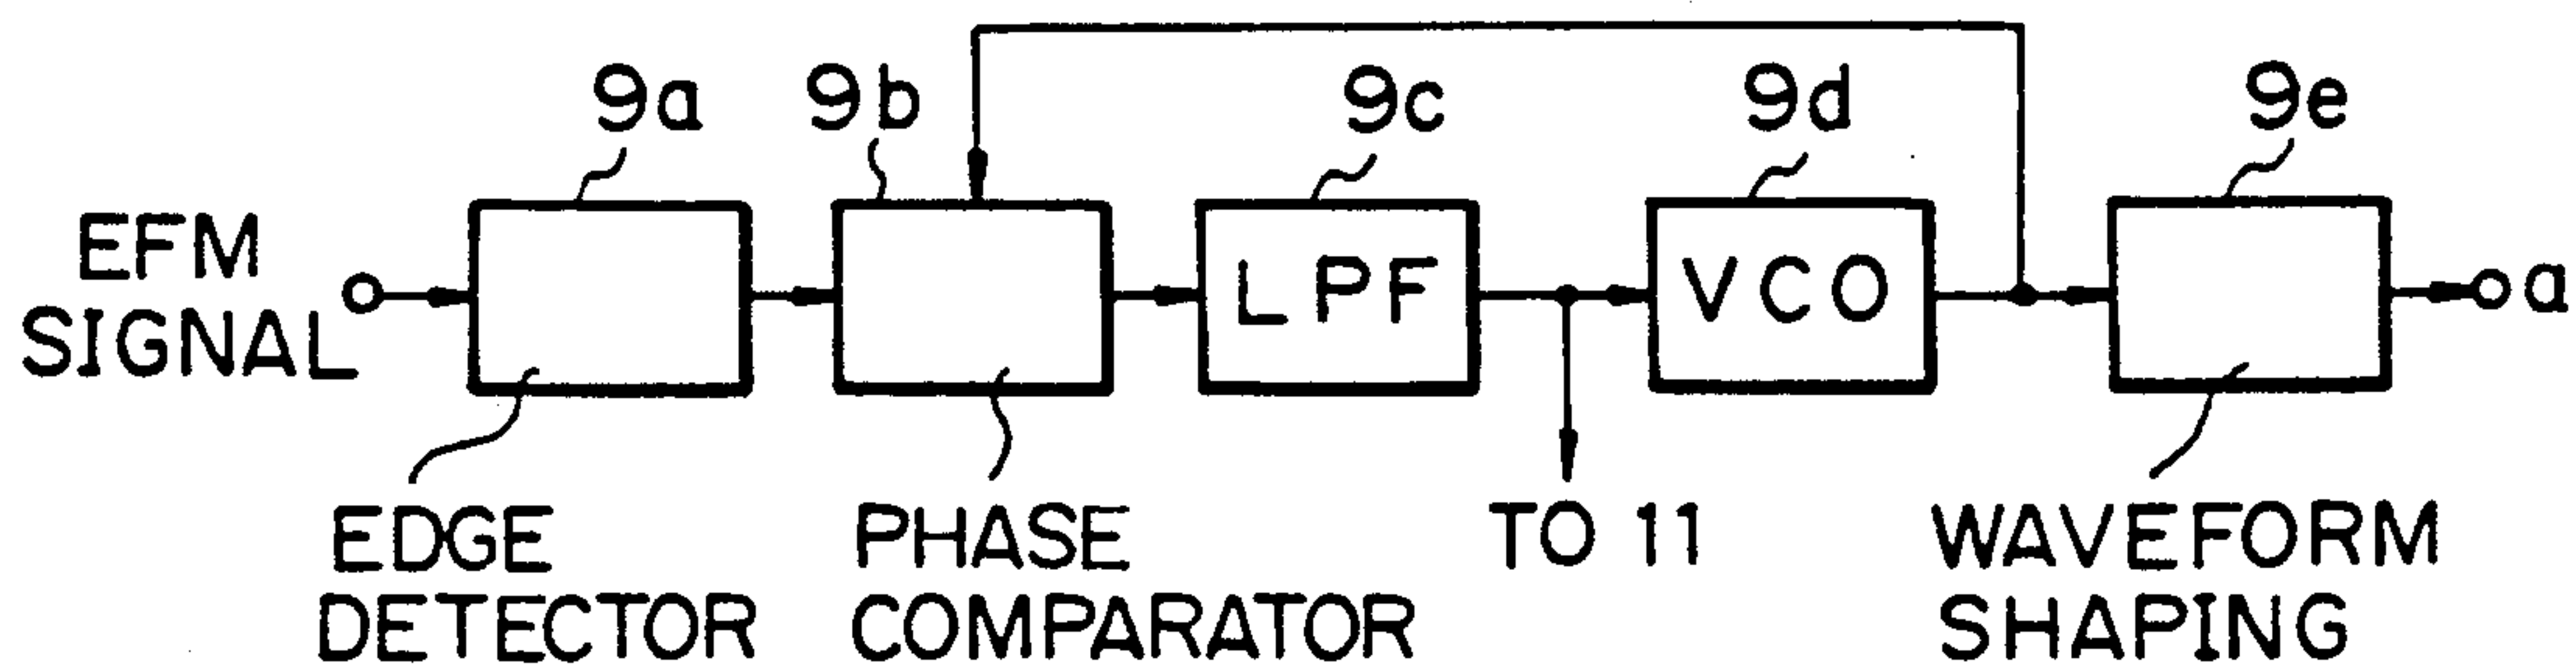 9a
9b
9c
9d
9e
EFM
SIGNAL
LPF
VCO
a
EDGE
DETECTOR
PHASE
COMPARATOR
TO 11
WAVEFORM
SHAPING